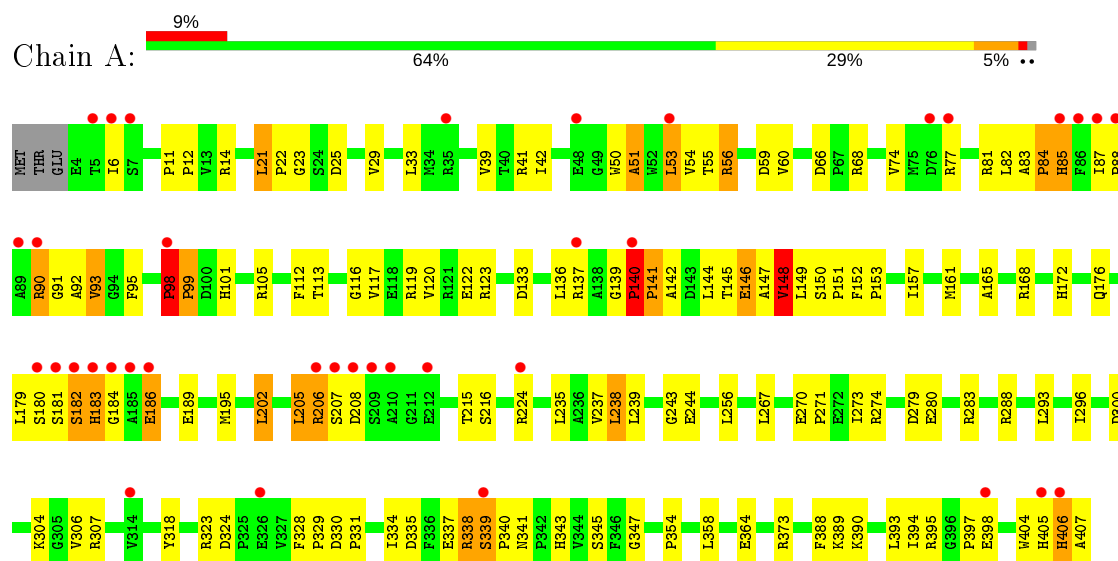 9%
Chain A:
64% 29% 5% ••
MET THR GLU E4 T5 I6 S7 P11 P12 V13 R14 L21 P22 G23 S24 D25 V29 L33 M34 R35 V39 T40 R41 I42 E48 G49 W50 A51 W52 L53 V54 T55 R56 D59 V60 D66 P67 R68 V74 M75 D76 R77 R81 L82 A83 P84 H85 F86 I87
A89 R90 G91 A92 V93 G94 F95 P98 P99 D100 H101 R105 F112 T113 G116 V117 E118 R119 V120 R121 E122 R123 D133 L136 R137 A138 G139 P140 P141 A142 D143 L144 T145 E146 A147 V148 L149 S150 P151 F152 P153 I157 M161 A165 R168 H172 Q176
L179 S180 S181 S182 H183 G184 A185 E186 E189 M195 L202 L205 R206 S207 D208 S209 A210 G211 E212 T215 S216 R224 L235 A236 V237 L238 L239 G243 E244 L256 L267 E270 P271 E272 I273 R274 D279 E280 R283 R288 L293 I296
K304 G305 V306 R307 V314 Y318 R323 D324 P325 E326 V327 F328 P329 D330 P331 I334 D335 F336 E337 R338 S339 P340 N341 P342 H343 V344 S345 F346 G347 P354 L358 E364 R373 F388 K389 K390 L393 I394 R395 G396 P397 E398 W404 H405 H406 A407